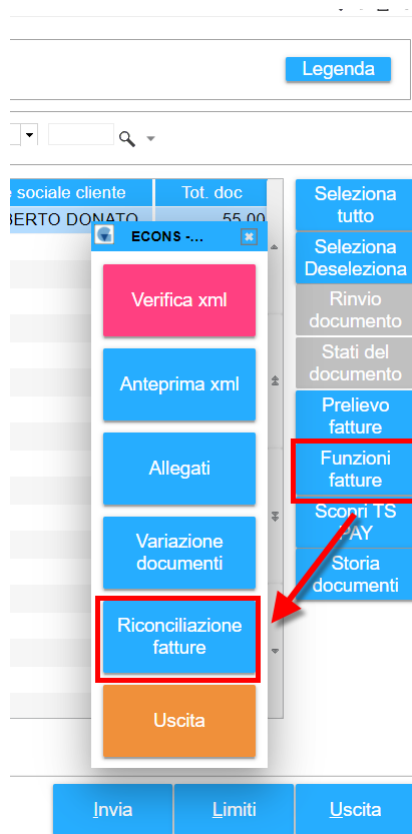 Legenda
sociale cliente Tot. doc
BERTO DONATO 55,00
ECONS -...
Verifica xml
Anteprima xml
Allegati
Variazione
documenti
Riconciliazione
fatture
Uscita
Seleziona
tutto
Seleziona
Deseleziona
Rinvio
documento
Stati del
documento
Prelievo
fatture
Funzioni
fatture
Scopri TS
PAY
Storia
documenti
Invia Limiti Uscita